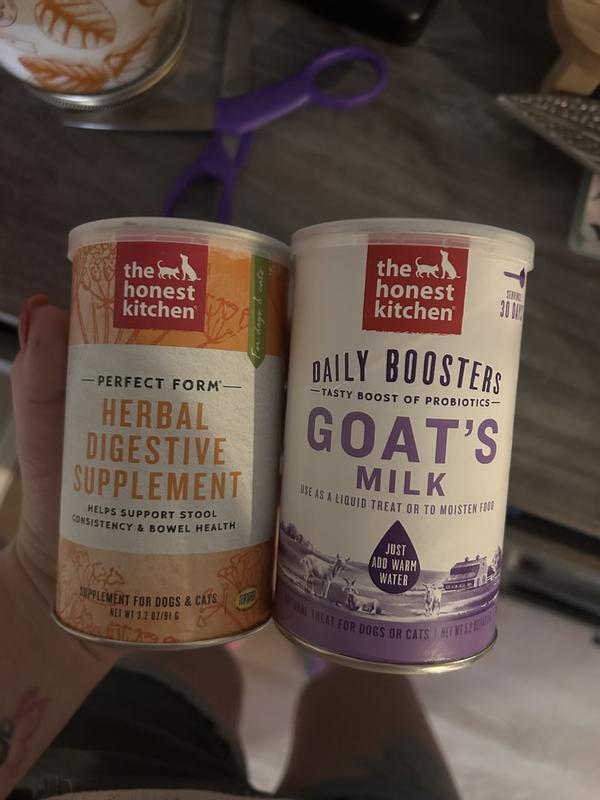 the
honest
kitchen®
For dogs & cats
PERFECT FORM®
HERBAL
DIGESTIVE
SUPPLEMENT
HELPS SUPPORT STOOL
CONSISTENCY & BOWEL HEALTH
SUPPLEMENT FOR DOGS & CATS
NET WT 3.2 OZ/91 G
the
honest
kitchen®
30 DAYS
DAILY BOOSTERS
TASTY BOOST OF PROBIOTICS
GOAT'S
MILK
USE AS A LIQUID TREAT OR TO MOISTEN FOOD
JUST
ADD WARM
WATER
TREAT FOR DOGS OR CATS | NET WT 5.2 OZ